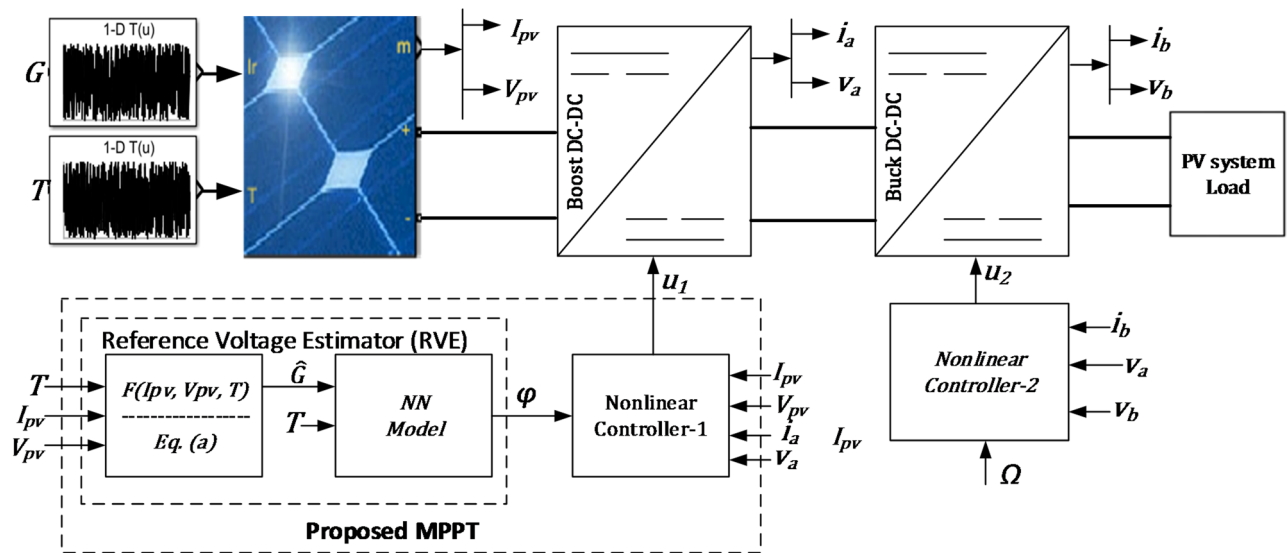 1-D T(u)
G
1-D T(u)
T
Ir
T
m
+
-
I_pv
V_pv
Boost DC-DC
i_a
v_a
Buck DC-DC
i_b
v_b
PV system
Load
u_1
u_2
Reference Voltage Estimator (RVE)
T
I_pv
V_pv
F(Ipv, Vpv, T)
Eq. (a)
Ĝ
T
NN
Model
φ
Nonlinear
Controller-1
I_pv
V_pv
i_a
v_a
I_pv
Nonlinear
Controller-2
i_b
v_a
v_b
Ω
Proposed MPPT